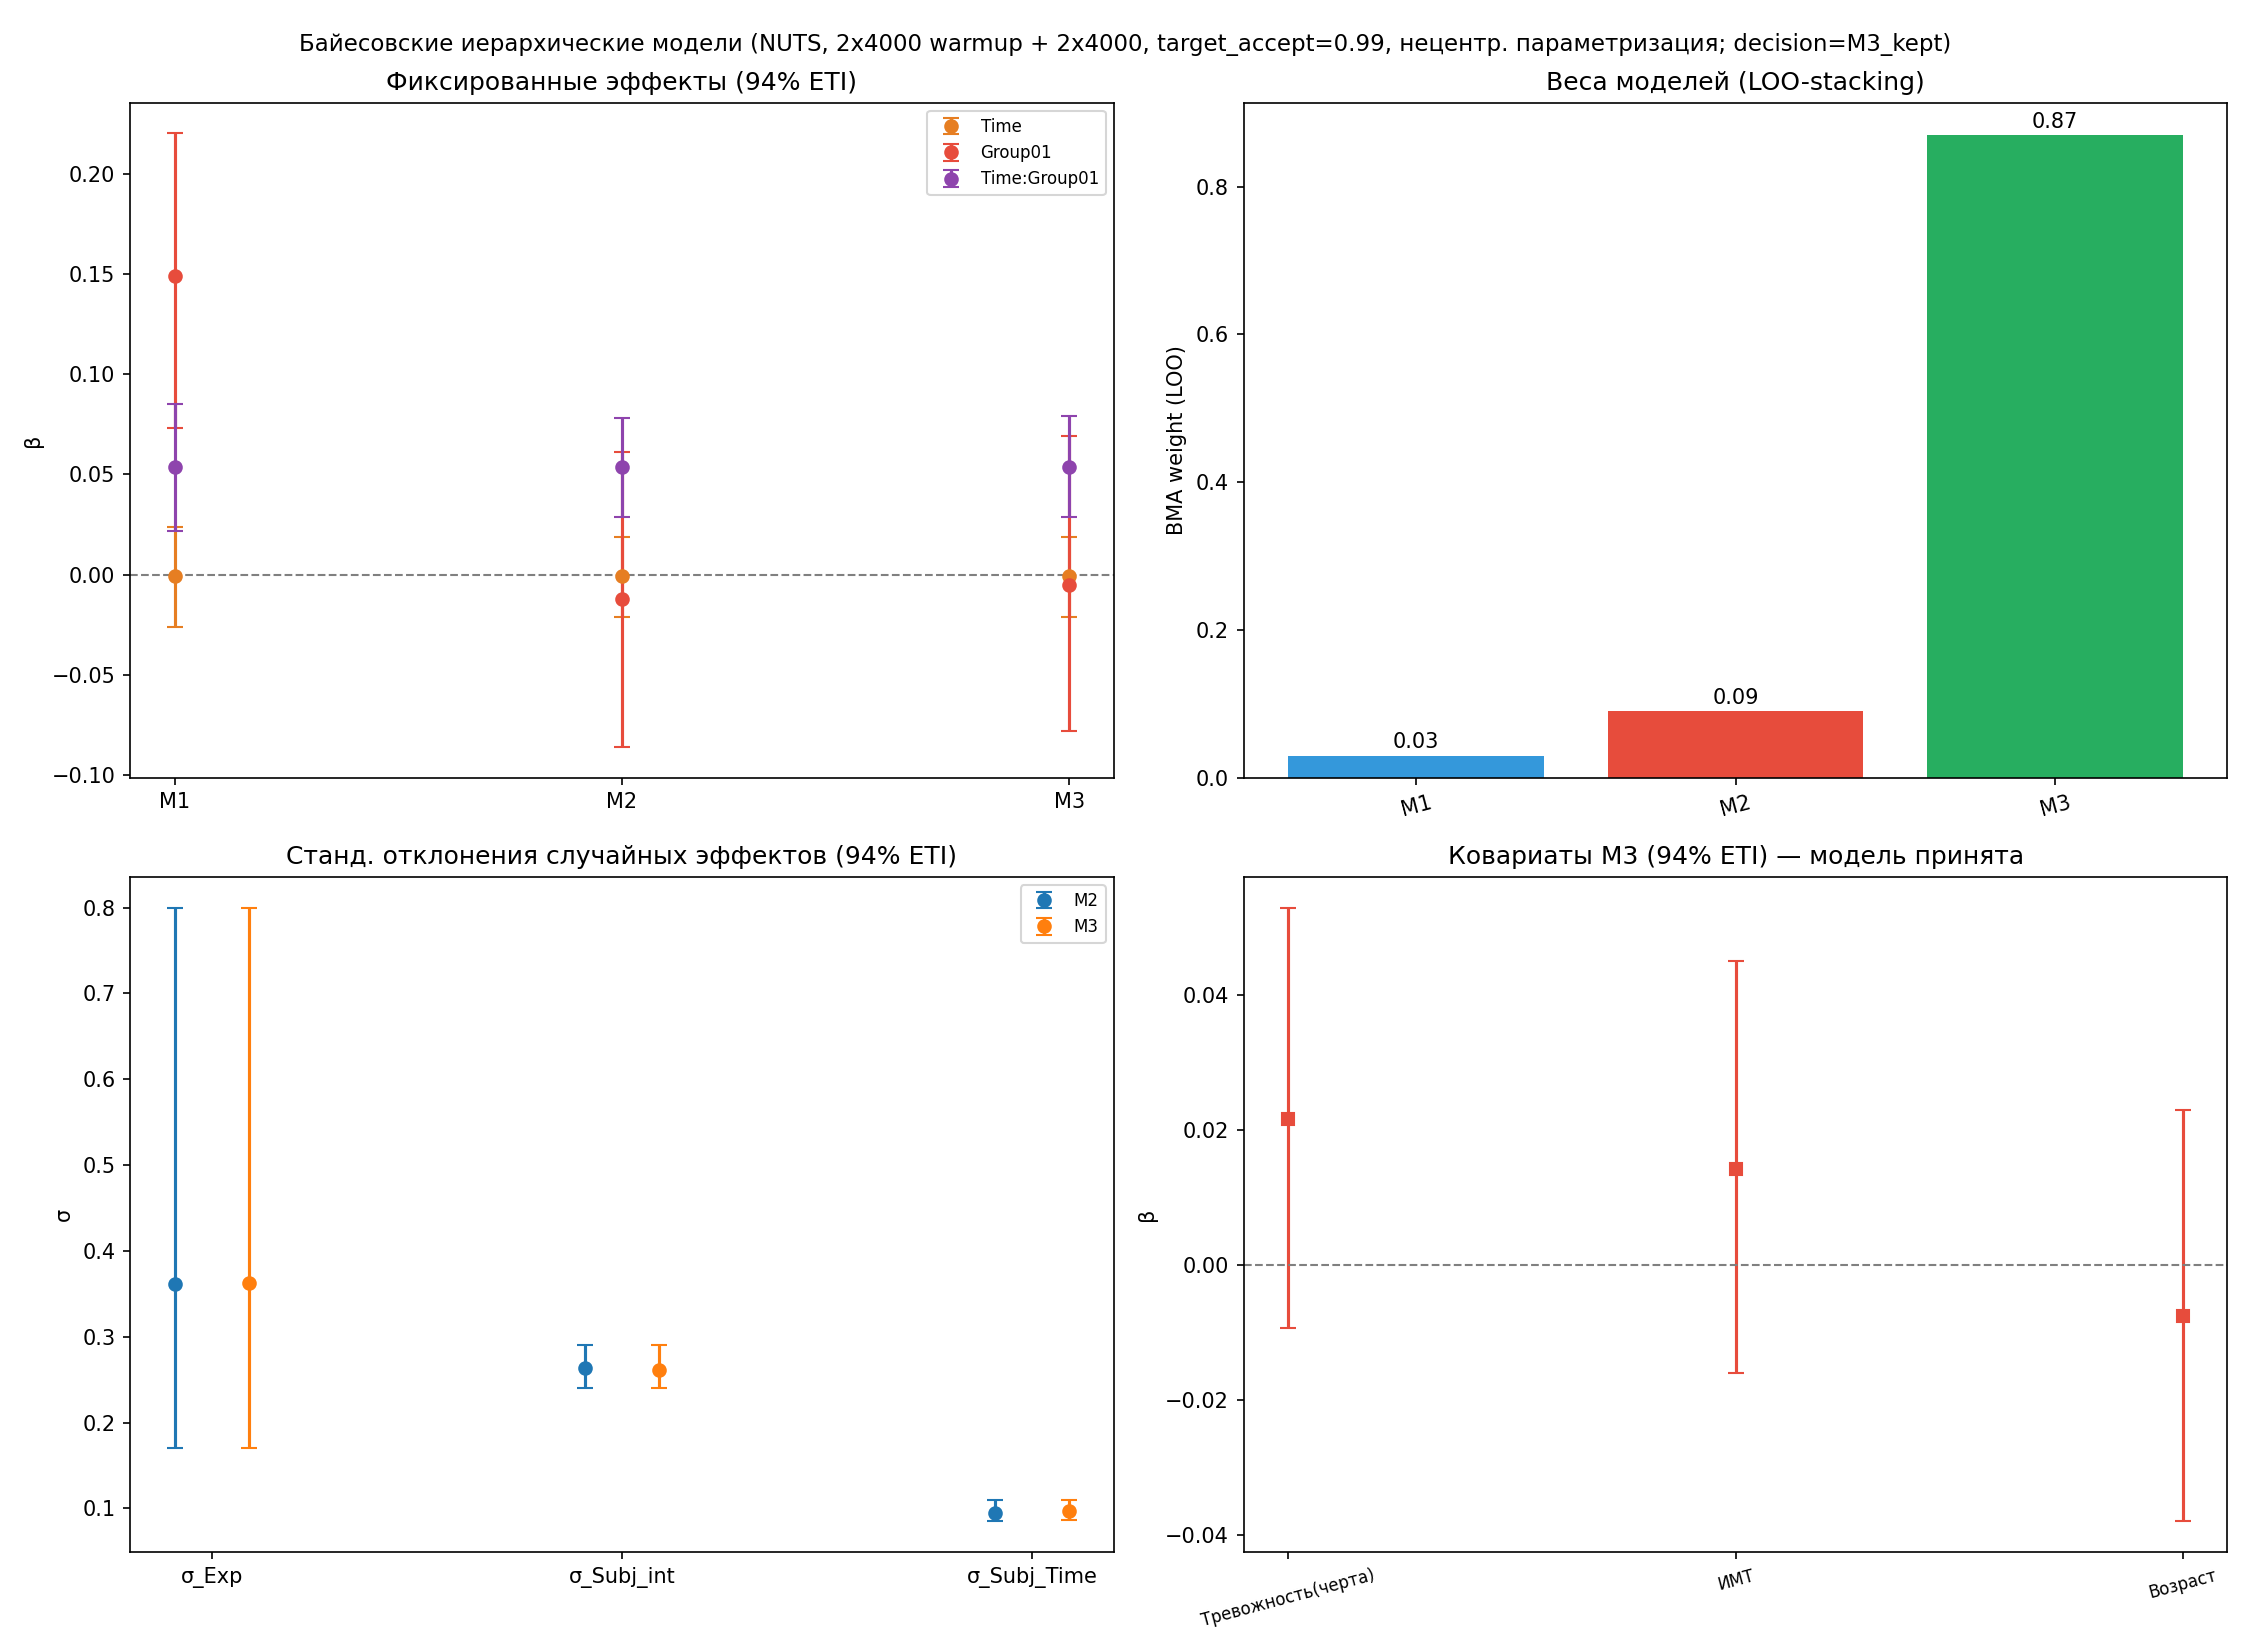 Байесовские иерархические модели (NUTS, 2x4000 warmup + 2x4000, target_accept=0.99, нецентр. параметризация; decision=M3_kept)
Фиксированные эффекты (94% ETI)
Time
Group01
Time:Group01
β
0.20
0.15
0.10
0.05
0.00
−0.05
−0.10
M1
M2
M3
Веса моделей (LOO-stacking)
BMA weight (LOO)
0.8
0.6
0.4
0.2
0.0
0.03
0.09
0.87
M1
M2
M3
Станд. отклонения случайных эффектов (94% ETI)
M2
M3
σ
0.8
0.7
0.6
0.5
0.4
0.3
0.2
0.1
σ_Exp
σ_Subj_int
σ_Subj_Time
Ковариаты M3 (94% ETI) — модель принята
β
0.04
0.02
0.00
−0.02
−0.04
Тревожность(черта)
ИМТ
Возраст